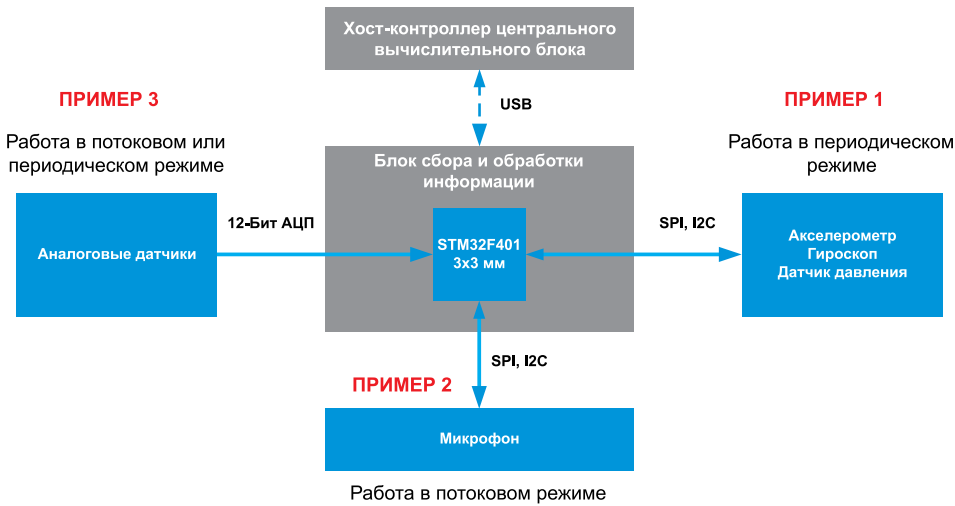 Хост-контроллер центрального
вычислительного блока
USB
ПРИМЕР 3
Работа в потоковом или
периодическом режиме
Аналоговые датчики
12-Бит АЦП
Блок сбора и обработки
информации
STM32F401
3x3 мм
ПРИМЕР 1
Работа в периодическом
режиме
SPI, I2C
Акселерометр
Гироскоп
Датчик давления
SPI, I2C
ПРИМЕР 2
Микрофон
Работа в потоковом режиме